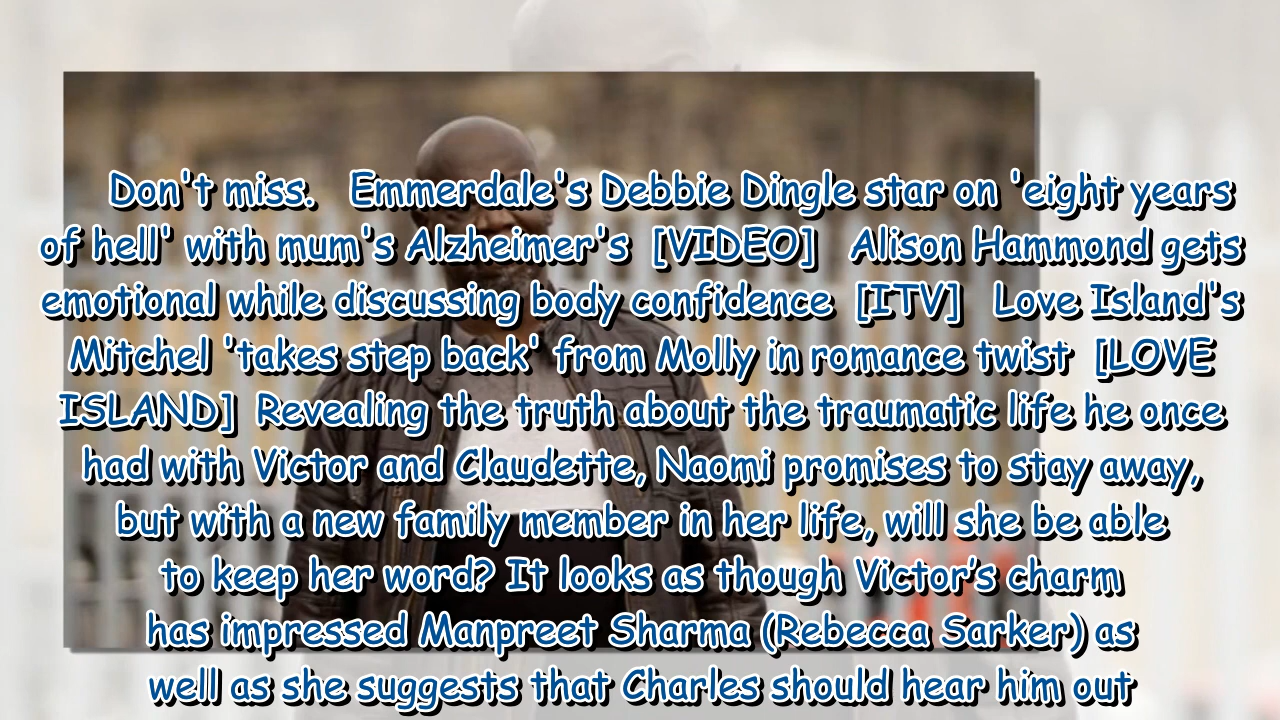 Don't miss. Emmerdale's Debbie Dingle star on 'eight years
of hell' with mum's Alzheimer's [VIDEO] Alison Hammond gets
emotional while discussing body confidence [ITV] Love Island's
Mitchel 'takes step back' from Molly in romance twist [LOVE
ISLAND] Revealing the truth about the traumatic life he once
had with Victor and Claudette, Naomi promises to stay away,
but with a new family member in her life, will she be able
to keep her word? It looks as though Victor’s charm
has impressed Manpreet Sharma (Rebecca Sarker) as
well as she suggests that Charles should hear him out